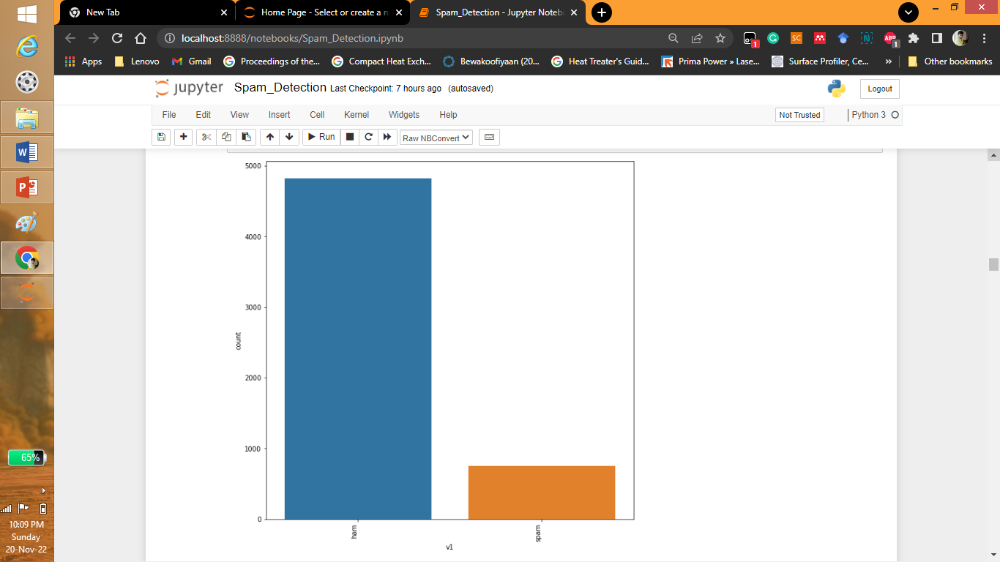 New Tab
Home Page - Select or create a n
Spam_Detection - Jupyter Noteb
localhost:8888/notebooks/Spam_Detection.ipynb
SC
ABP
1
1
Apps
Lenovo
Gmail
Proceedings of the...
Compact Heat Exch...
Bewakoofiyaan (20...
Heat Treater's Guid...
Prima Power » Lase...
Surface Profiler, Ce...
»
Other bookmarks
jupyter
Spam_Detection Last Checkpoint: 7 hours ago (autosaved)
Logout
File Edit View Insert Cell Kernel Widgets Help
Not Trusted
Python 3
Run
Raw NBConvert
5000
4000
3000
2000
1000
0
count
ham
spam
v1
65%
10:09 PM
Sunday
20-Nov-22